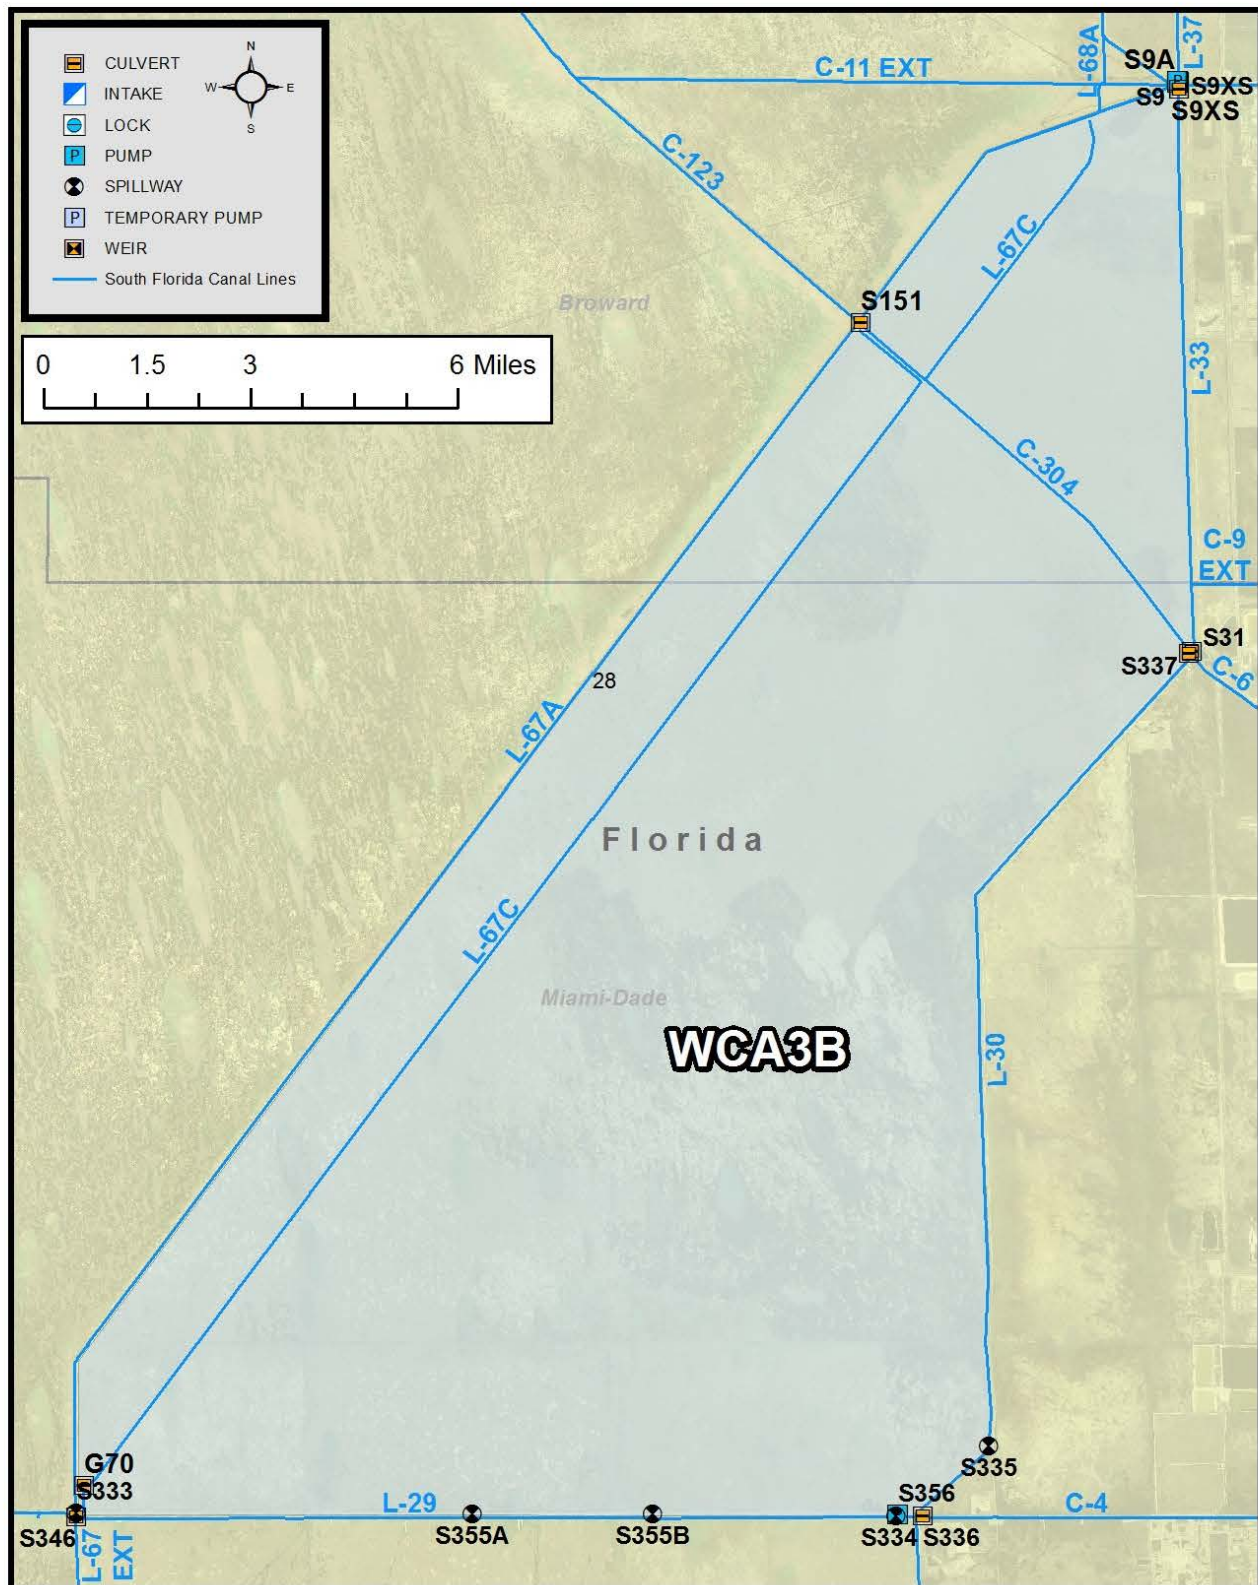 CULVERT
INTAKE
LOCK
P PUMP
SPILLWAY
P TEMPORARY PUMP
WEIR
South Florida Canal Lines
N
W E
S
0 1.5 3 6 Miles
C-11 EXT
L-68A
L-37
S9A
P
S9XS
S9
S9XS
C-123
L-67C
Broward
S151
L-33
C-304
C-9
EXT
S31
S337
C-6
28
L-67A
Florida
L-67C
Miami-Dade
WCA3B
L-30
G70
S333
S335
S356
L-29
C-4
S346
S355A
S355B
S334
S336
L-67
EXT